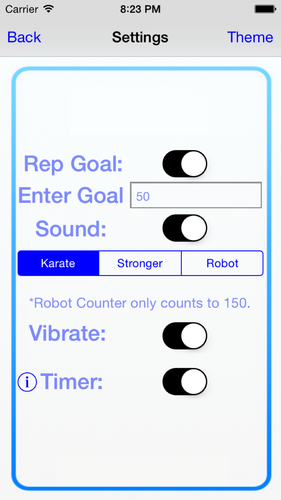 Carrier 8:23 PM
Back Settings Theme
Rep Goal:
Enter Goal 50
Sound:
Karate Stronger Robot
*Robot Counter only counts to 150.
Vibrate:
i Timer: